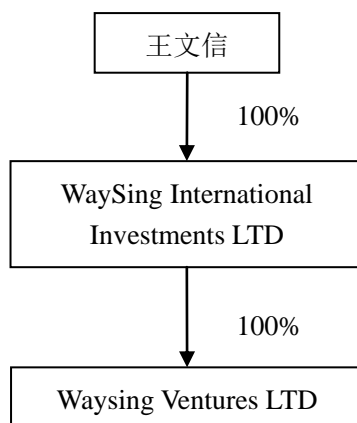 王文信
100%
WaySing International
Investments LTD
100%
Waysing Ventures LTD